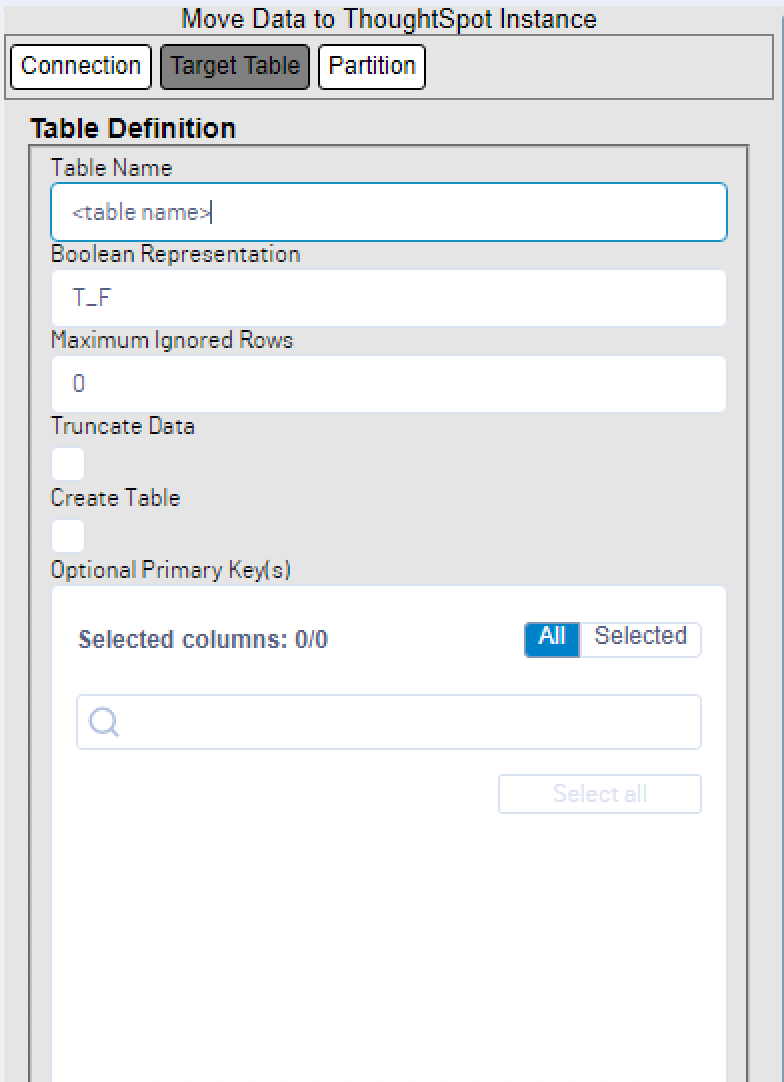 Move Data to ThoughtSpot Instance
Connection Target Table Partition
Table Definition
Table Name
<table name>
Boolean Representation
T_F
Maximum Ignored Rows
0
Truncate Data
Create Table
Optional Primary Key(s)
Selected columns: 0/0 All Selected
Select all